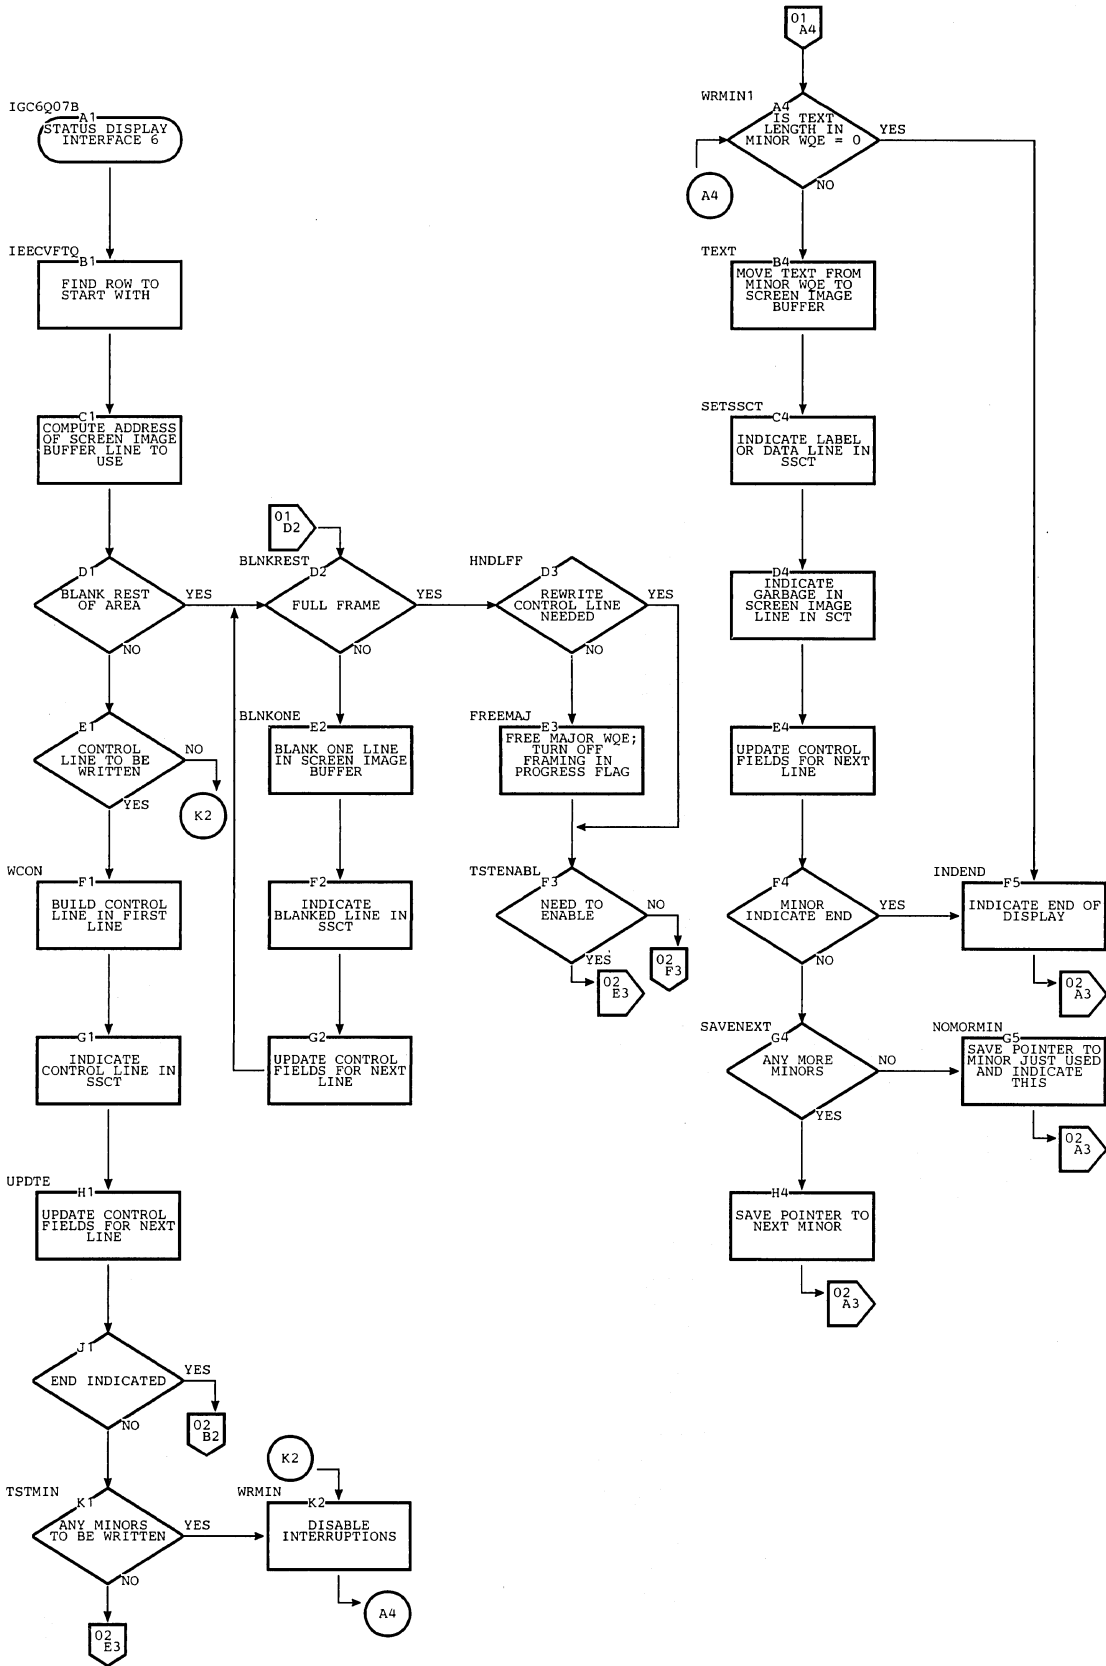 IGC6Q07B
A1
STATUS DISPLAY
INTERFACE 6
IEECVFTQ
B1
FIND ROW TO
START WITH
C1
COMPUTE ADDRESS
OF SCREEN IMAGE
BUFFER LINE TO
USE
D1
BLANK REST
OF AREA
YES
NO
E1
CONTROL
LINE TO BE
WRITTEN
NO
YES
K2
WCON
F1
BUILD CONTROL
LINE IN FIRST
LINE
G1
INDICATE
CONTROL LINE IN
SSCT
UPDTE
H1
UPDATE CONTROL
FIELDS FOR NEXT
LINE
J1
END INDICATED
YES
NO
02
B2
TSTMIN
K1
ANY MINORS
TO BE WRITTEN
YES
NO
02
E3
01
D2
BLNKREST
D2
FULL FRAME
YES
NO
BLNKONE
E2
BLANK ONE LINE
IN SCREEN IMAGE
BUFFER
F2
INDICATE
BLANKED LINE IN
SSCT
G2
UPDATE CONTROL
FIELDS FOR NEXT
LINE
K2
WRMIN
K2
DISABLE
INTERRUPTIONS
A4
HNDLFF
D3
REWRITE
CONTROL LINE
NEEDED
YES
NO
FREEMAJ
E3
FREE MAJOR WQE;
TURN OFF
FRAMING IN
PROGRESS FLAG
TSTENABL
F3
NEED TO
ENABLE
NO
YES
02
E3
02
F3
01
A4
WRMIN1
A4
IS TEXT
LENGTH IN
MINOR WQE = 0
YES
NO
A4
TEXT
B4
MOVE TEXT FROM
MINOR WQE TO
SCREEN IMAGE
BUFFER
SETSSCT
C4
INDICATE LABEL
OR DATA LINE IN
SSCT
D4
INDICATE
GARBAGE IN
SCREEN IMAGE
LINE IN SCT
E4
UPDATE CONTROL
FIELDS FOR NEXT
LINE
F4
MINOR
INDICATE END
YES
NO
INDEND
F5
INDICATE END OF
DISPLAY
02
A3
SAVENEXT
G4
ANY MORE
MINORS
NO
YES
NOMORMIN
G5
SAVE POINTER TO
MINOR JUST USED
AND INDICATE
THIS
02
A3
H4
SAVE POINTER TO
NEXT MINOR
02
A3